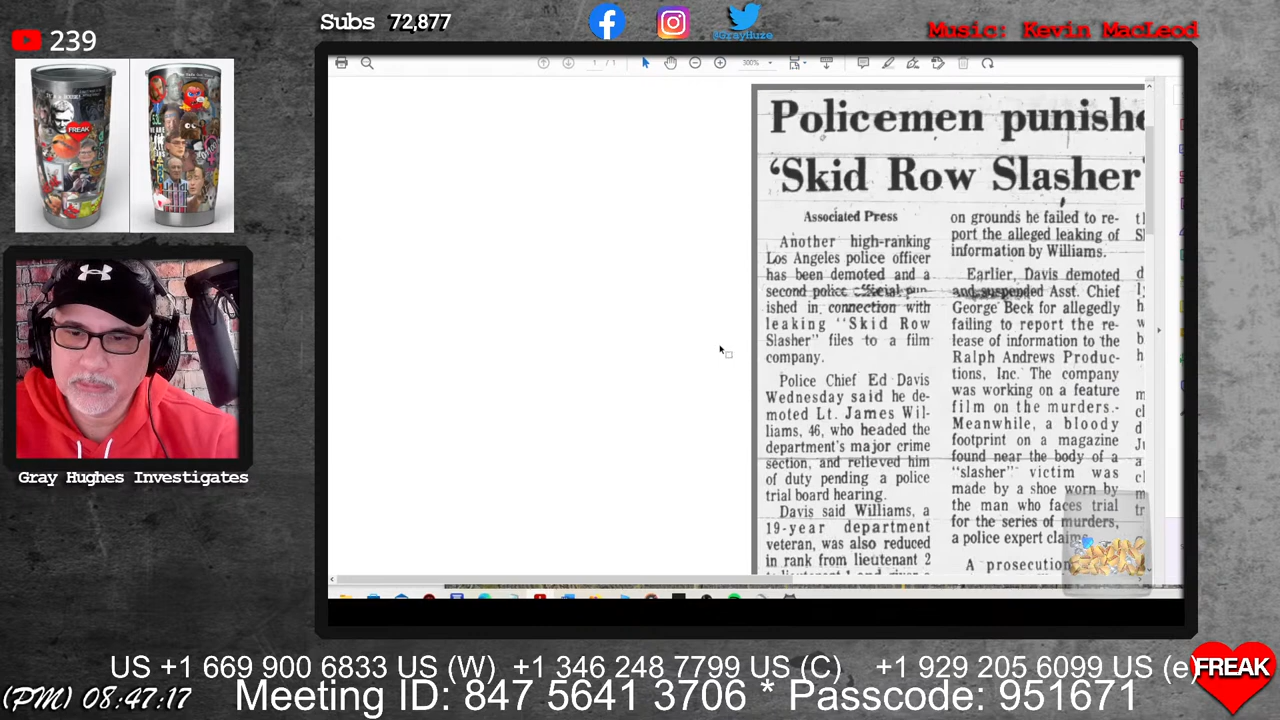 239
Subs 72,877
@GrayHuze
Music: Kevin MacLeod
FREAK
Gray Hughes Investigates
1 / 1
300%
Policemen punishe
'Skid Row Slasher'
Associated Press
Another high-ranking
Los Angeles police officer
has been demoted and a
second police official pun-
ished in connection with
leaking "Skid Row
Slasher" files to a film
company.
Police Chief Ed Davis
Wednesday said he de-
moted Lt. James Wil-
liams, 46, who headed the
department's major crime
section, and relieved him
of duty pending a police
trial board hearing.
Davis said Williams, a
19-year department
veteran, was also reduced
in rank from lieutenant 2
on grounds he failed to re-
port the alleged leaking of
information by Williams.
Earlier, Davis demoted
and suspended Asst. Chief
George Beck for allegedly
failing to report the re-
lease of information to the
Ralph Andrews Produc-
tions, Inc. The company
was working on a feature
film on the murders.-
Meanwhile, a bloody
footprint on a magazine
found near the body of a
"slasher" victim was
made by a shoe worn by
the man who faces trial
for the series of murders,
a police expert claims.
A prosecution
US +1 669 900 6833 US (W) +1 346 248 7799 US (C) +1 929 205 6099 US (e)
FREAK
(PM) 08:47:17
Meeting ID: 847 5641 3706 * Passcode: 951671